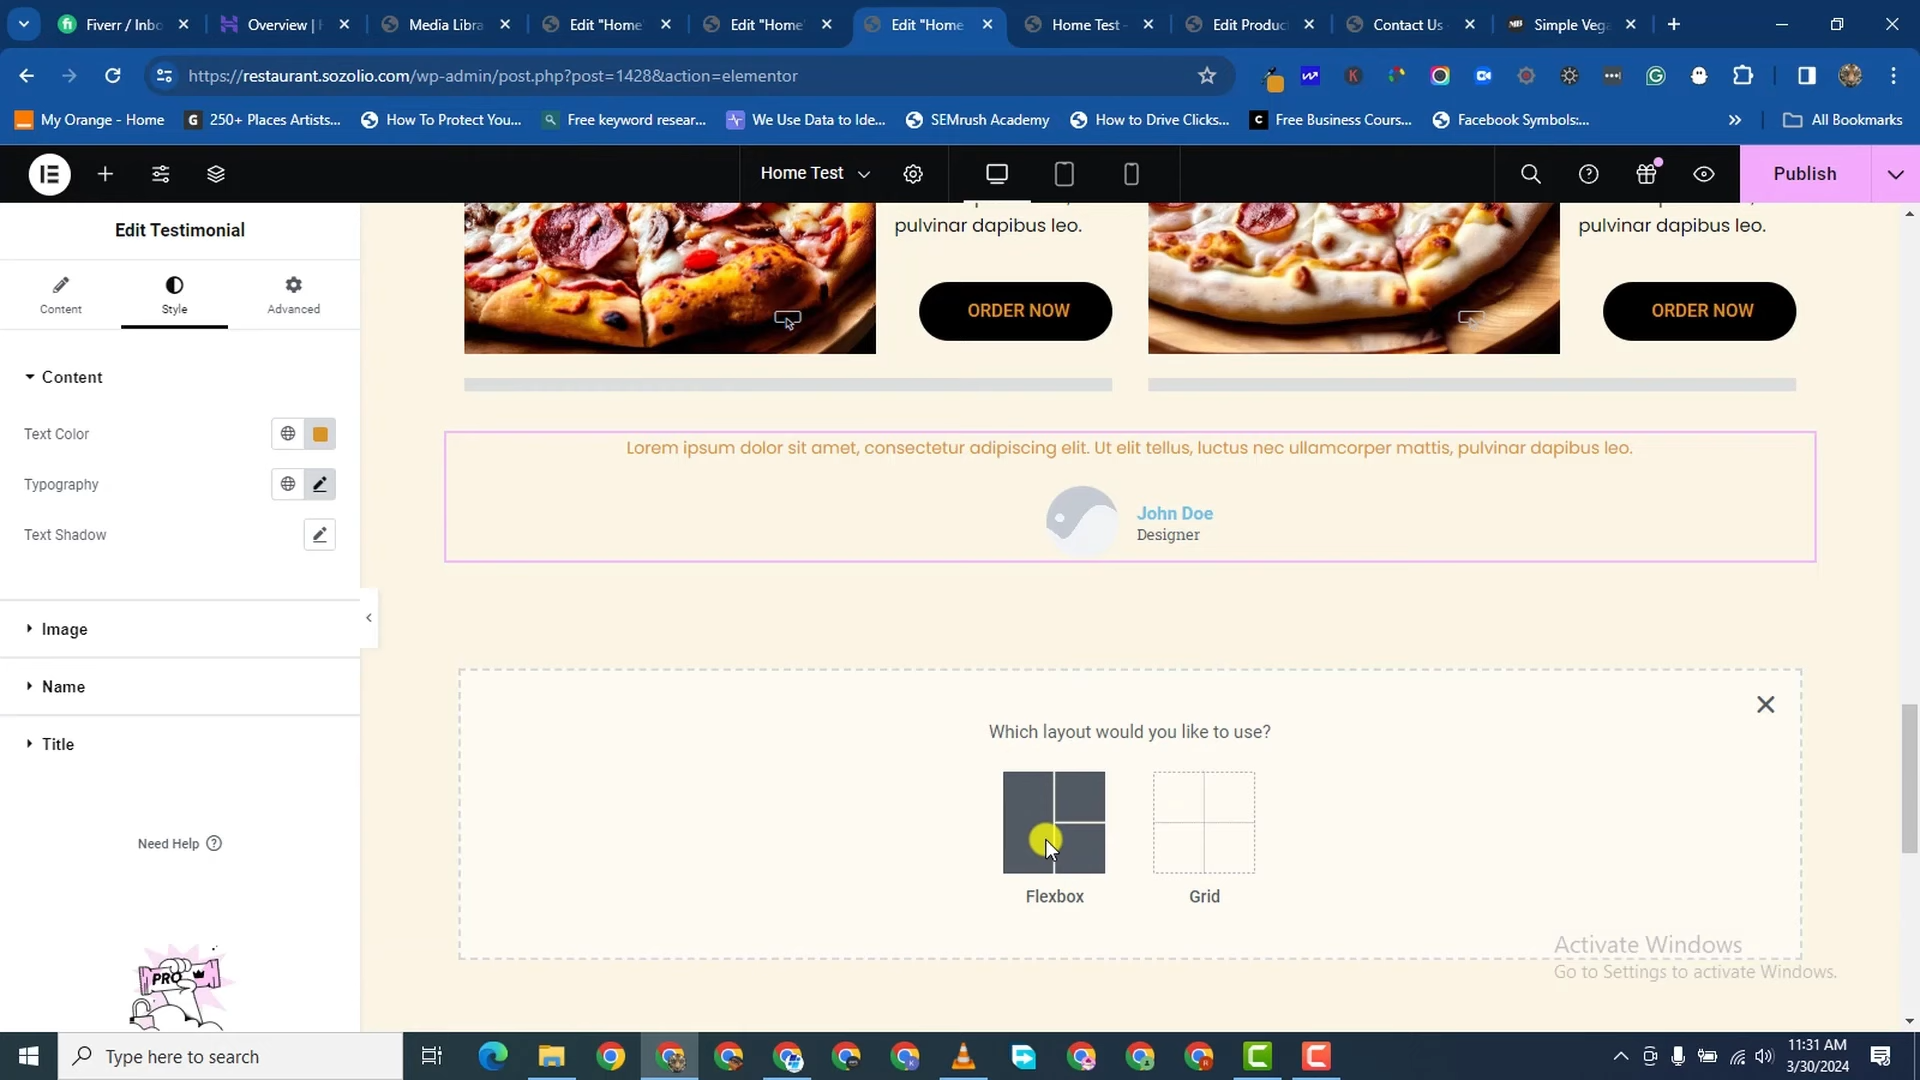 Fiverr / Inbo
Overview |
Media Libra
Edit "Home
Edit "Home
Edit "Home
Home Test -
Edit Produc
Contact Us
Simple Vega
https://restaurant.sozolio.com/wp-admin/post.php?post=1428&action=elementor
My Orange - Home
250+ Places Artists...
How To Protect You...
Free keyword resear...
We Use Data to Ide...
SEMrush Academy
How to Drive Clicks...
Free Business Cours...
Facebook Symbols:...
All Bookmarks
Home Test
Publish
Edit Testimonial
Content
Style
Advanced
Content
Text Color
Typography
Text Shadow
Image
Name
Title
Need Help
PRO
pulvinar dapibus leo.
pulvinar dapibus leo.
ORDER NOW
ORDER NOW
Lorem ipsum dolor sit amet, consectetur adipiscing elit. Ut elit tellus, luctus nec ullamcorper mattis, pulvinar dapibus leo.
John Doe
Designer
Which layout would you like to use?
Flexbox
Grid
Activate Windows
Go to Settings to activate Windows.
Type here to search
11:31 AM
3/30/2024